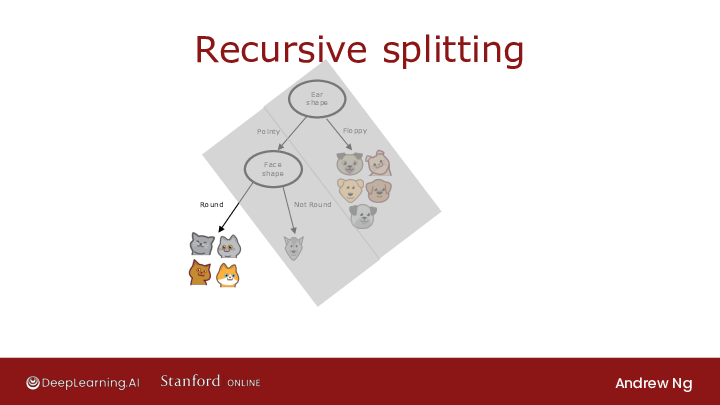 Recursive splitting
Ear
shape
Pointy
Floppy
Face
shape
Round
Not Round
DeepLearning.AI
Stanford ONLINE
Andrew Ng